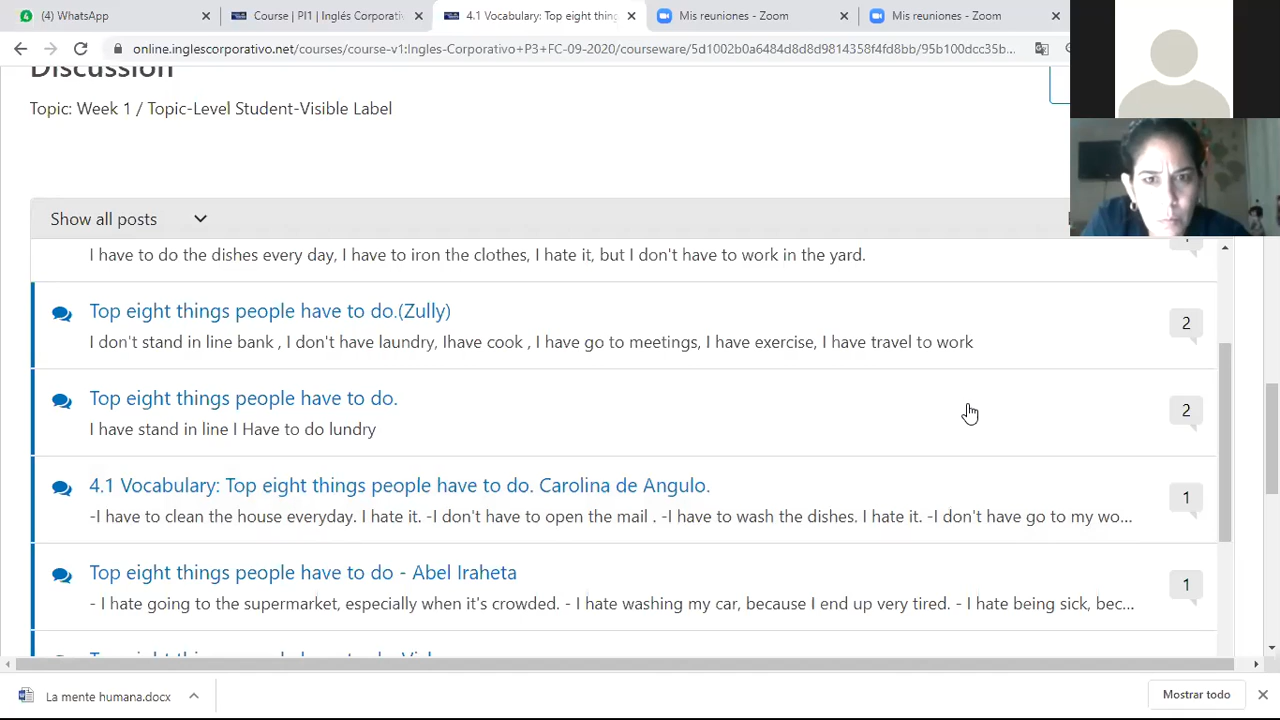 (4) WhatsApp
Course | PI1 | Inglés Corporativ
4.1 Vocabulary: Top eight thing
Mis reuniones - Zoom
Mis reuniones - Zoom
online.inglescorporativo.net/courses/course-v1:Ingles-Corporativo+P3+FC-09-2020/courseware/5d1002b0a6484d8d8d9814358f4fd8bb/95b100dcc35b...
Discussion
Topic: Week 1 / Topic-Level Student-Visible Label
Show all posts
I have to do the dishes every day, I have to iron the clothes, I hate it, but I don't have to work in the yard.
Top eight things people have to do.(Zully)
2
I don't stand in line bank , I don't have laundry, Ihave cook , I have go to meetings, I have exercise, I have travel to work
Top eight things people have to do.
2
I have stand in line I Have to do lundry
4.1 Vocabulary: Top eight things people have to do. Carolina de Angulo.
1
-I have to clean the house everyday. I hate it. -I don't have to open the mail . -I have to wash the dishes. I hate it. -I don't have go to my wo...
Top eight things people have to do - Abel Iraheta
1
- I hate going to the supermarket, especially when it's crowded. - I hate washing my car, because I end up very tired. - I hate being sick, bec...
La mente humana.docx
Mostrar todo